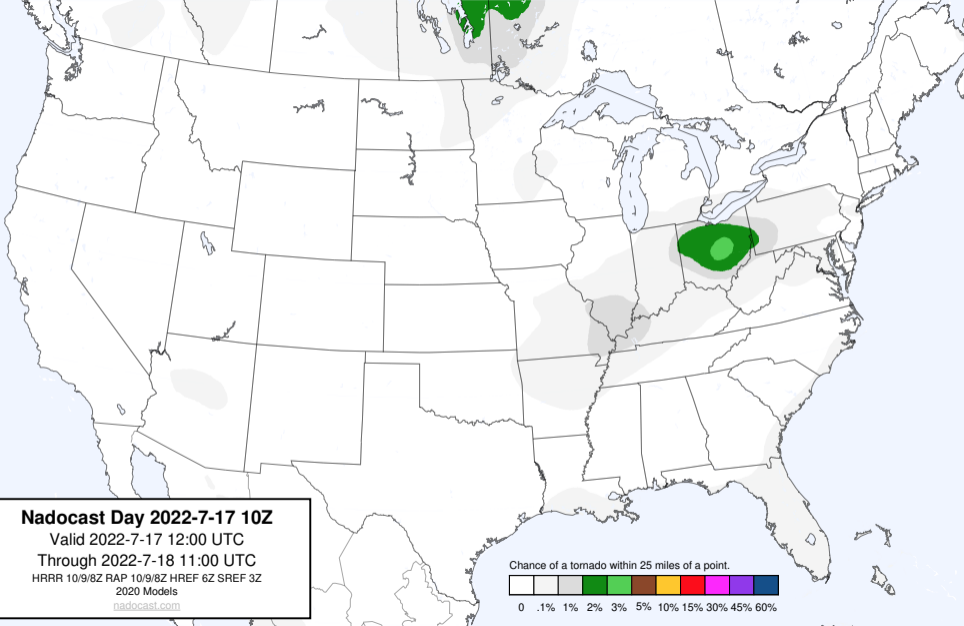 Nadocast Day 2022-7-17 10Z
Valid 2022-7-17 12:00 UTC
Through 2022-7-18 11:00 UTC
HRRR 10/9/8Z RAP 10/9/8Z HREF 6Z SREF 3Z
2020 Models
nadocast.com
Chance of a tornado within 25 miles of a point.
0 .1% 1% 2% 3% 5% 10% 15% 30% 45% 60%